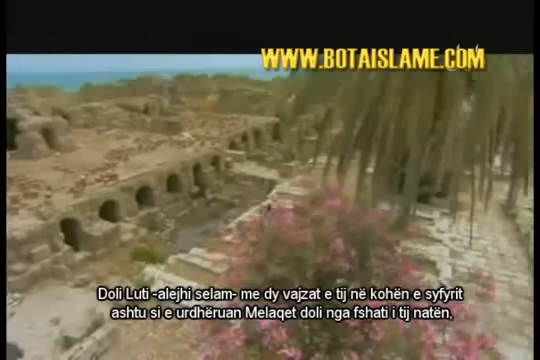 WWW.BOTAISLAME.COM
Doli Luti -alejhi selam- me dy vajzat e tij në kohën e syfyrit
ashtu si e urdhëruan Melaqet doli nga fshati i tij natën,